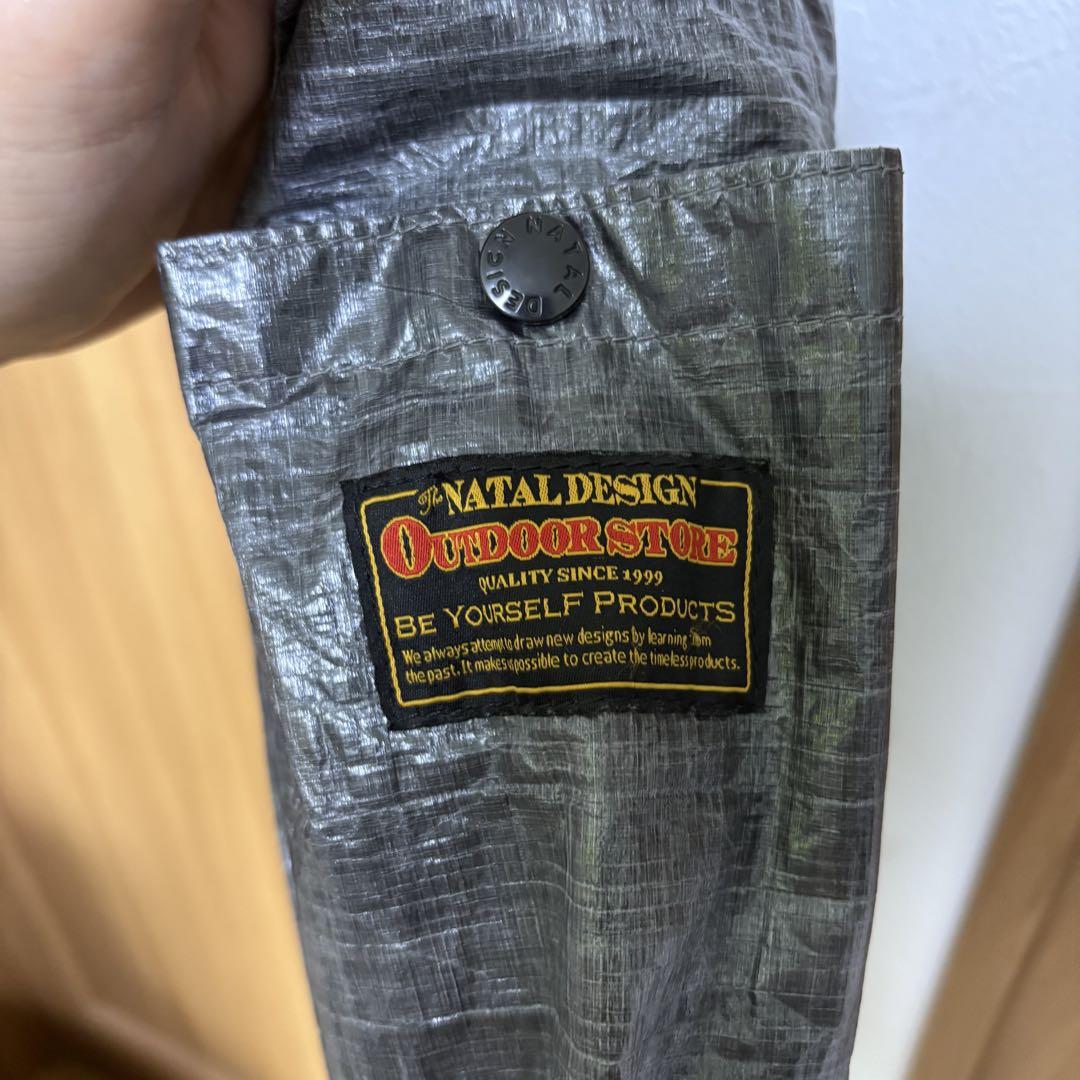 NATAL DESIGN
The NATAL DESIGN
OUTDOOR STORE
QUALITY SINCE 1999
BE YOURSELF PRODUCTS
We always attempt to draw new designs by learning from
the past. It makes possible to create the timeless products.